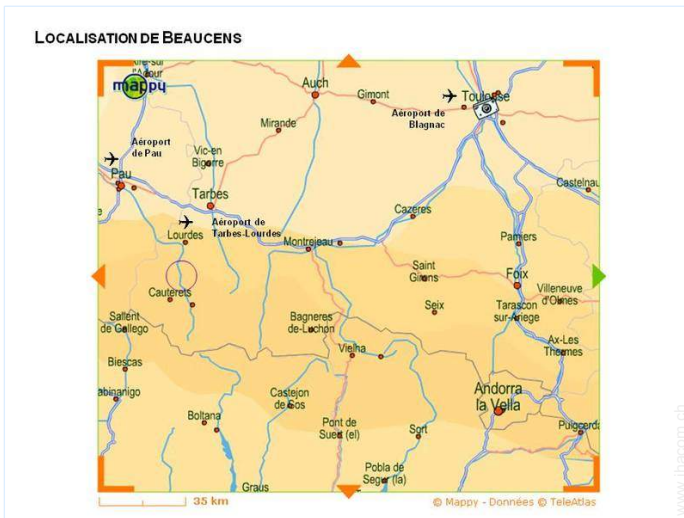 LOCALISATION DE BEAUCENS
mappy
Auch
Gimont
Toulouse
Aéroport
de Blagnac
Mirande
Aéroport
de Pau
Vic-en
Bigorre
Pau
Tarbes
Castelnau
Cazeres
Aéroport de
Tarbes-Lourdes
Lourdes
Montrejeau
Pamiers
Saint
Girons
Foix
Cauterets
Seix
Villeneuve
d'Olmes
Tarascon
sur-Ariege
Sallent
de Gallego
Bagneres
de-Luchon
Ax-Les
Thermes
Vielha
Biescas
Andorra
la Vella
Castejon
de Sos
Boltana
Pont de
Suert (el)
Sort
Puigcerda
Pobla de
Segur (la)
Graus
35 km
© Mappy - Données © TeleAtlas
www.ihacom.ch